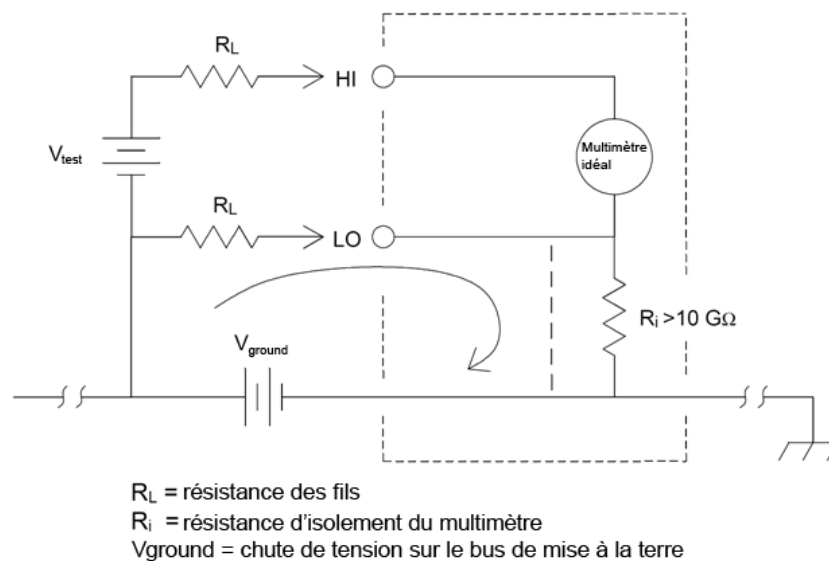 RL
HI
Vtest
Multimètre
idéal
RL
LO
Ri >10 GΩ
Vground
RL = résistance des fils
Ri = résistance d'isolement du multimètre
Vground = chute de tension sur le bus de mise à la terre